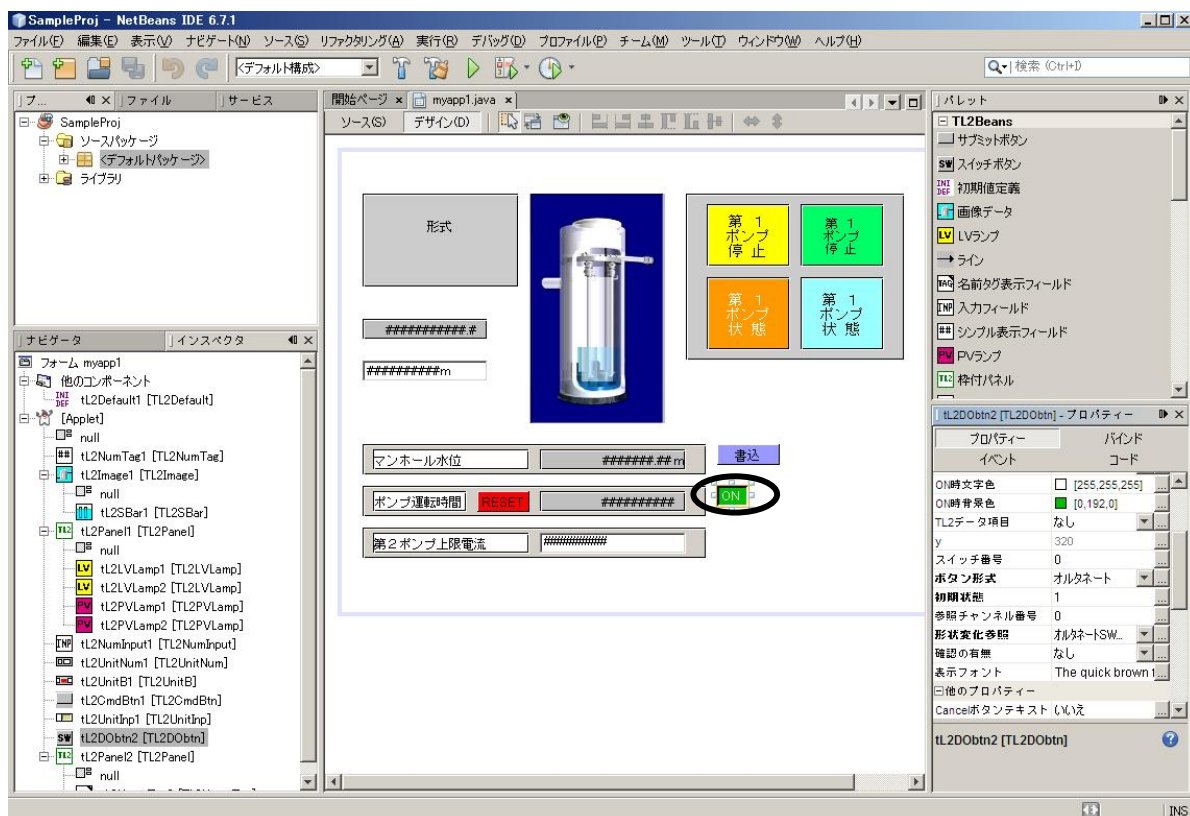 SampleProj - NetBeans IDE 6.7.1
ファイル(F) 編集(E) 表示(V) ナビゲート(N) ソース(S) リファクタリング(A) 実行(R) デバッグ(D) プロファイル(P) チーム(M) ツール(T) ウィンドウ(W) ヘルプ(H)
<デフォルト構成>
検索 (Ctrl+I)
プ...
ファイル
サービス
SampleProj
ソースパッケージ
<デフォルトパッケージ>
ライブラリ
ナビゲータ
インスペクタ
フォーム myapp1
他のコンポーネント
INI DEF tL2Default1 [TL2Default]
[Applet]
null
## tL2NumTag1 [TL2NumTag]
tL2Image1 [TL2Image]
null
tL2SBar1 [TL2SBar]
TL2 tL2Panel1 [TL2Panel]
null
LV tL2LVLamp1 [TL2LVLamp]
LV tL2LVLamp2 [TL2LVLamp]
PV tL2PVLamp1 [TL2PVLamp]
PV tL2PVLamp2 [TL2PVLamp]
INP tL2NumInput1 [TL2NumInput]
tL2UnitNum1 [TL2UnitNum]
tL2UnitB1 [TL2UnitB]
tL2CmdBtn1 [TL2CmdBtn]
tL2UnitInp1 [TL2UnitInp]
SW tL2DObtn2 [TL2DObtn]
TL2 tL2Panel2 [TL2Panel]
null
開始ページ
myapp1.java
ソース(S)
デザイン(D)
形式
第 1
ポンプ
停 止
第 1
ポンプ
停 止
第 1
ポンプ
状 態
第 1
ポンプ
状 態
###########.#
##########m
マンホール水位
#######.## m
書込
ポンプ運転時間
RESET
##########
ON
第2ポンプ上限電流
##########
パレット
TL2Beans
サブミットボタン
SW スイッチボタン
INI DEF 初期値定義
画像データ
LV LVランプ
ライン
TAG 名前タグ表示フィールド
INP 入力フィールド
## シンプル表示フィールド
PV PVランプ
TL2 枠付パネル
tL2DObtn2 [TL2DObtn] - プロパティー
プロパティー
バインド
イベント
コード
ON時文字色 [255,255,255]
ON時背景色 [0,192,0]
TL2データ項目 なし
y 320
スイッチ番号 0
ボタン形式 オルタネート
初期状態 1
参照チャンネル番号 0
形状変化参照 オルタネートSW...
確認の有無 なし
表示フォント The quick brown
他のプロパティー
Cancelボタンテキスト いいえ
tL2DObtn2 [TL2DObtn]
INS